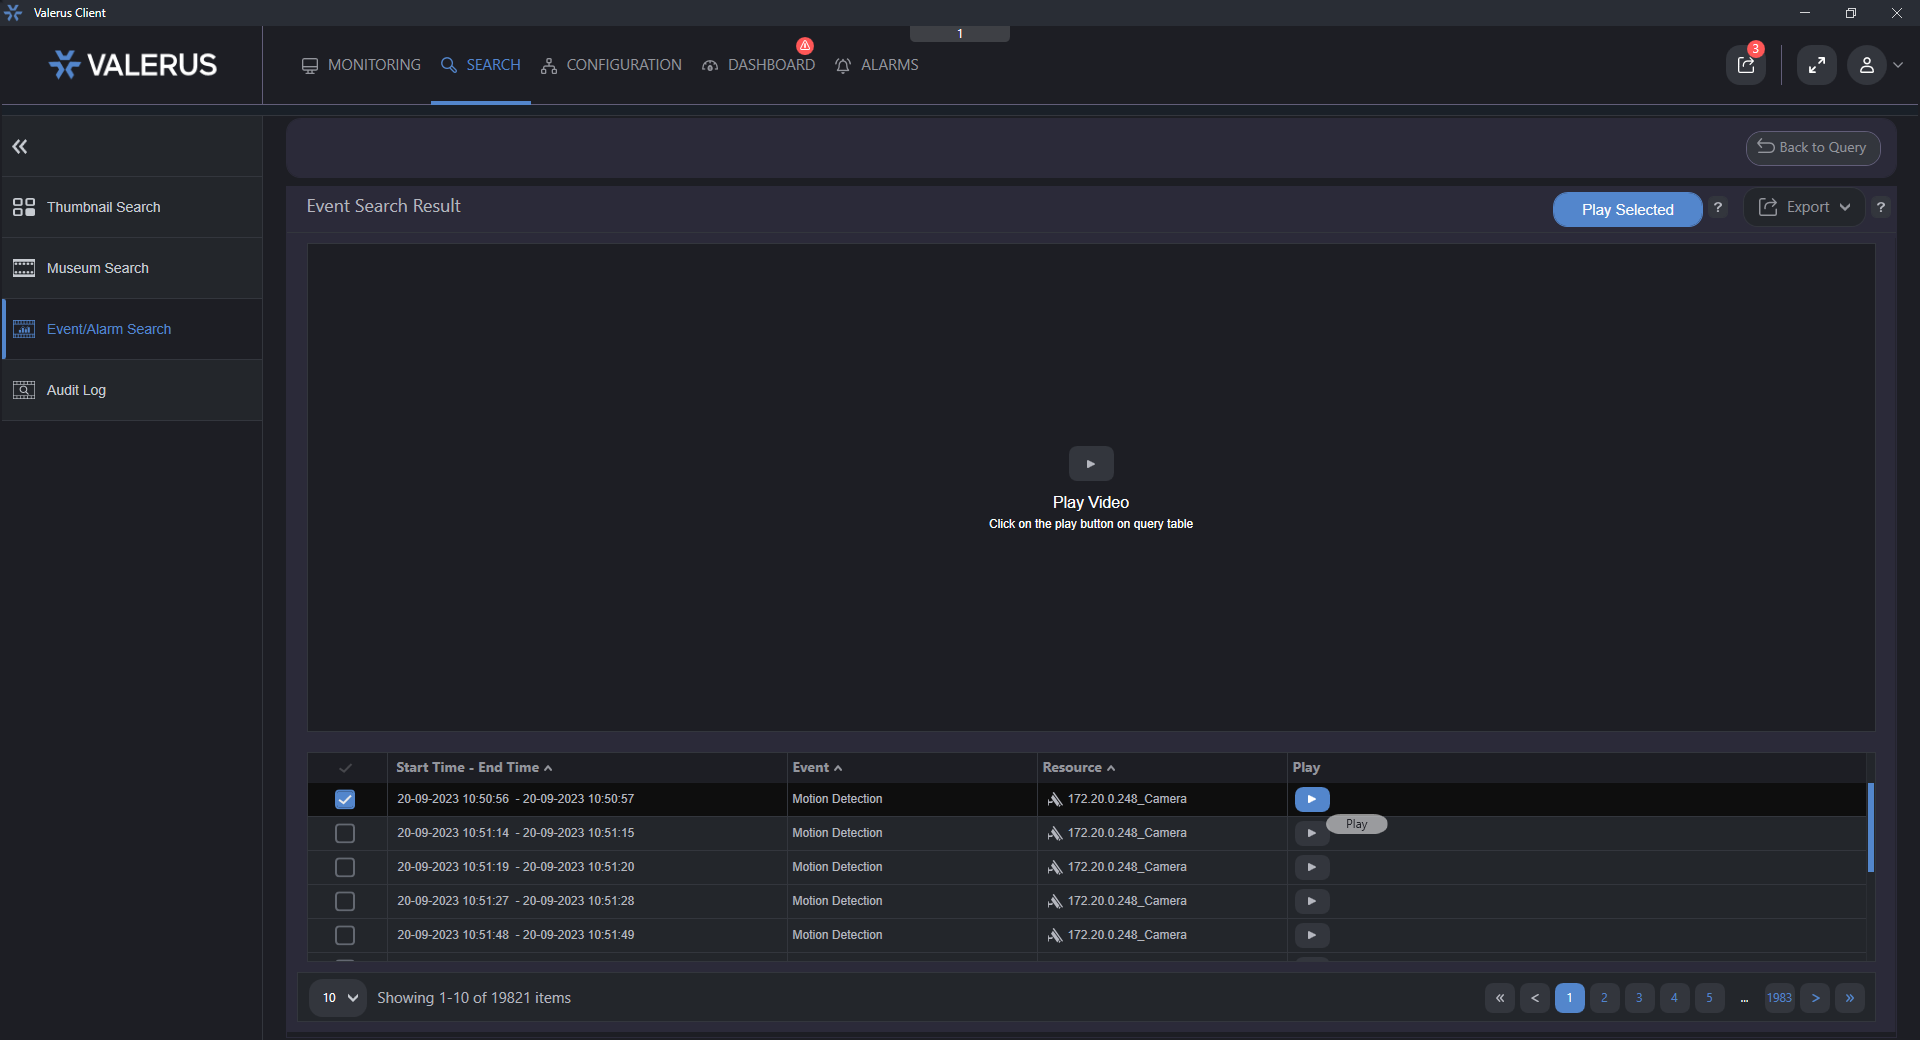 Valerus Client
1
VALERUS
MONITORING
SEARCH
CONFIGURATION
DASHBOARD
ALARMS
3
Back to Query
Thumbnail Search
Museum Search
Event/Alarm Search
Audit Log
Event Search Result
Play Selected
?
Export
?
Play Video
Click on the play button on query table
Start Time - End Time
Event
Resource
Play
20-09-2023 10:50:56 - 20-09-2023 10:50:57
Motion Detection
172.20.0.248_Camera
Play
20-09-2023 10:51:14 - 20-09-2023 10:51:15
Motion Detection
172.20.0.248_Camera
20-09-2023 10:51:19 - 20-09-2023 10:51:20
Motion Detection
172.20.0.248_Camera
20-09-2023 10:51:27 - 20-09-2023 10:51:28
Motion Detection
172.20.0.248_Camera
20-09-2023 10:51:48 - 20-09-2023 10:51:49
Motion Detection
172.20.0.248_Camera
10
Showing 1-10 of 19821 items
« < 1 2 3 4 5 ... 1983 > »